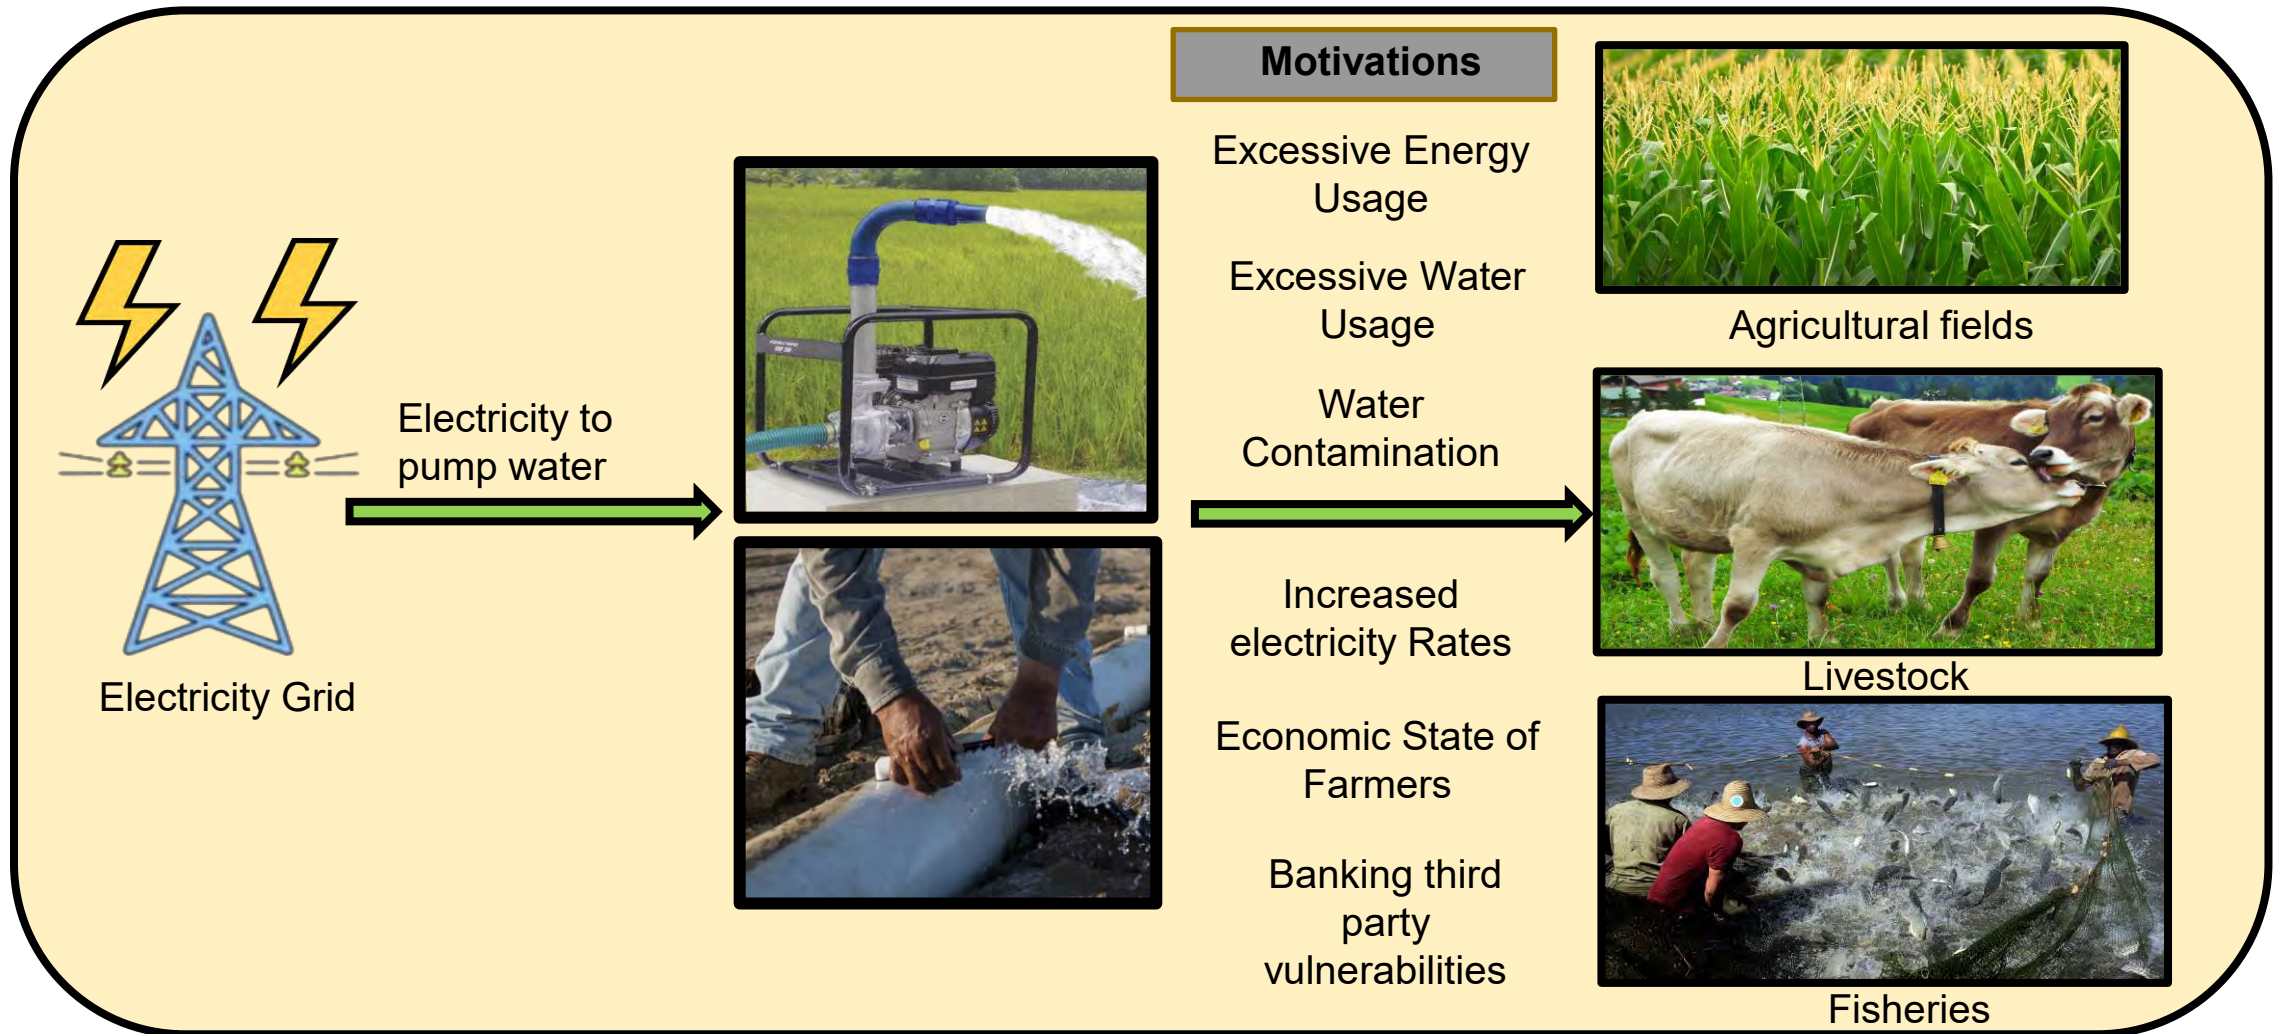 Motivations
Excessive Energy
Usage
Excessive Water
Usage
Water
Contamination
Increased
electricity Rates
Economic State of
Farmers
Banking third
party
vulnerabilities
Electricity to
pump water
Electricity Grid
Agricultural fields
Livestock
Fisheries